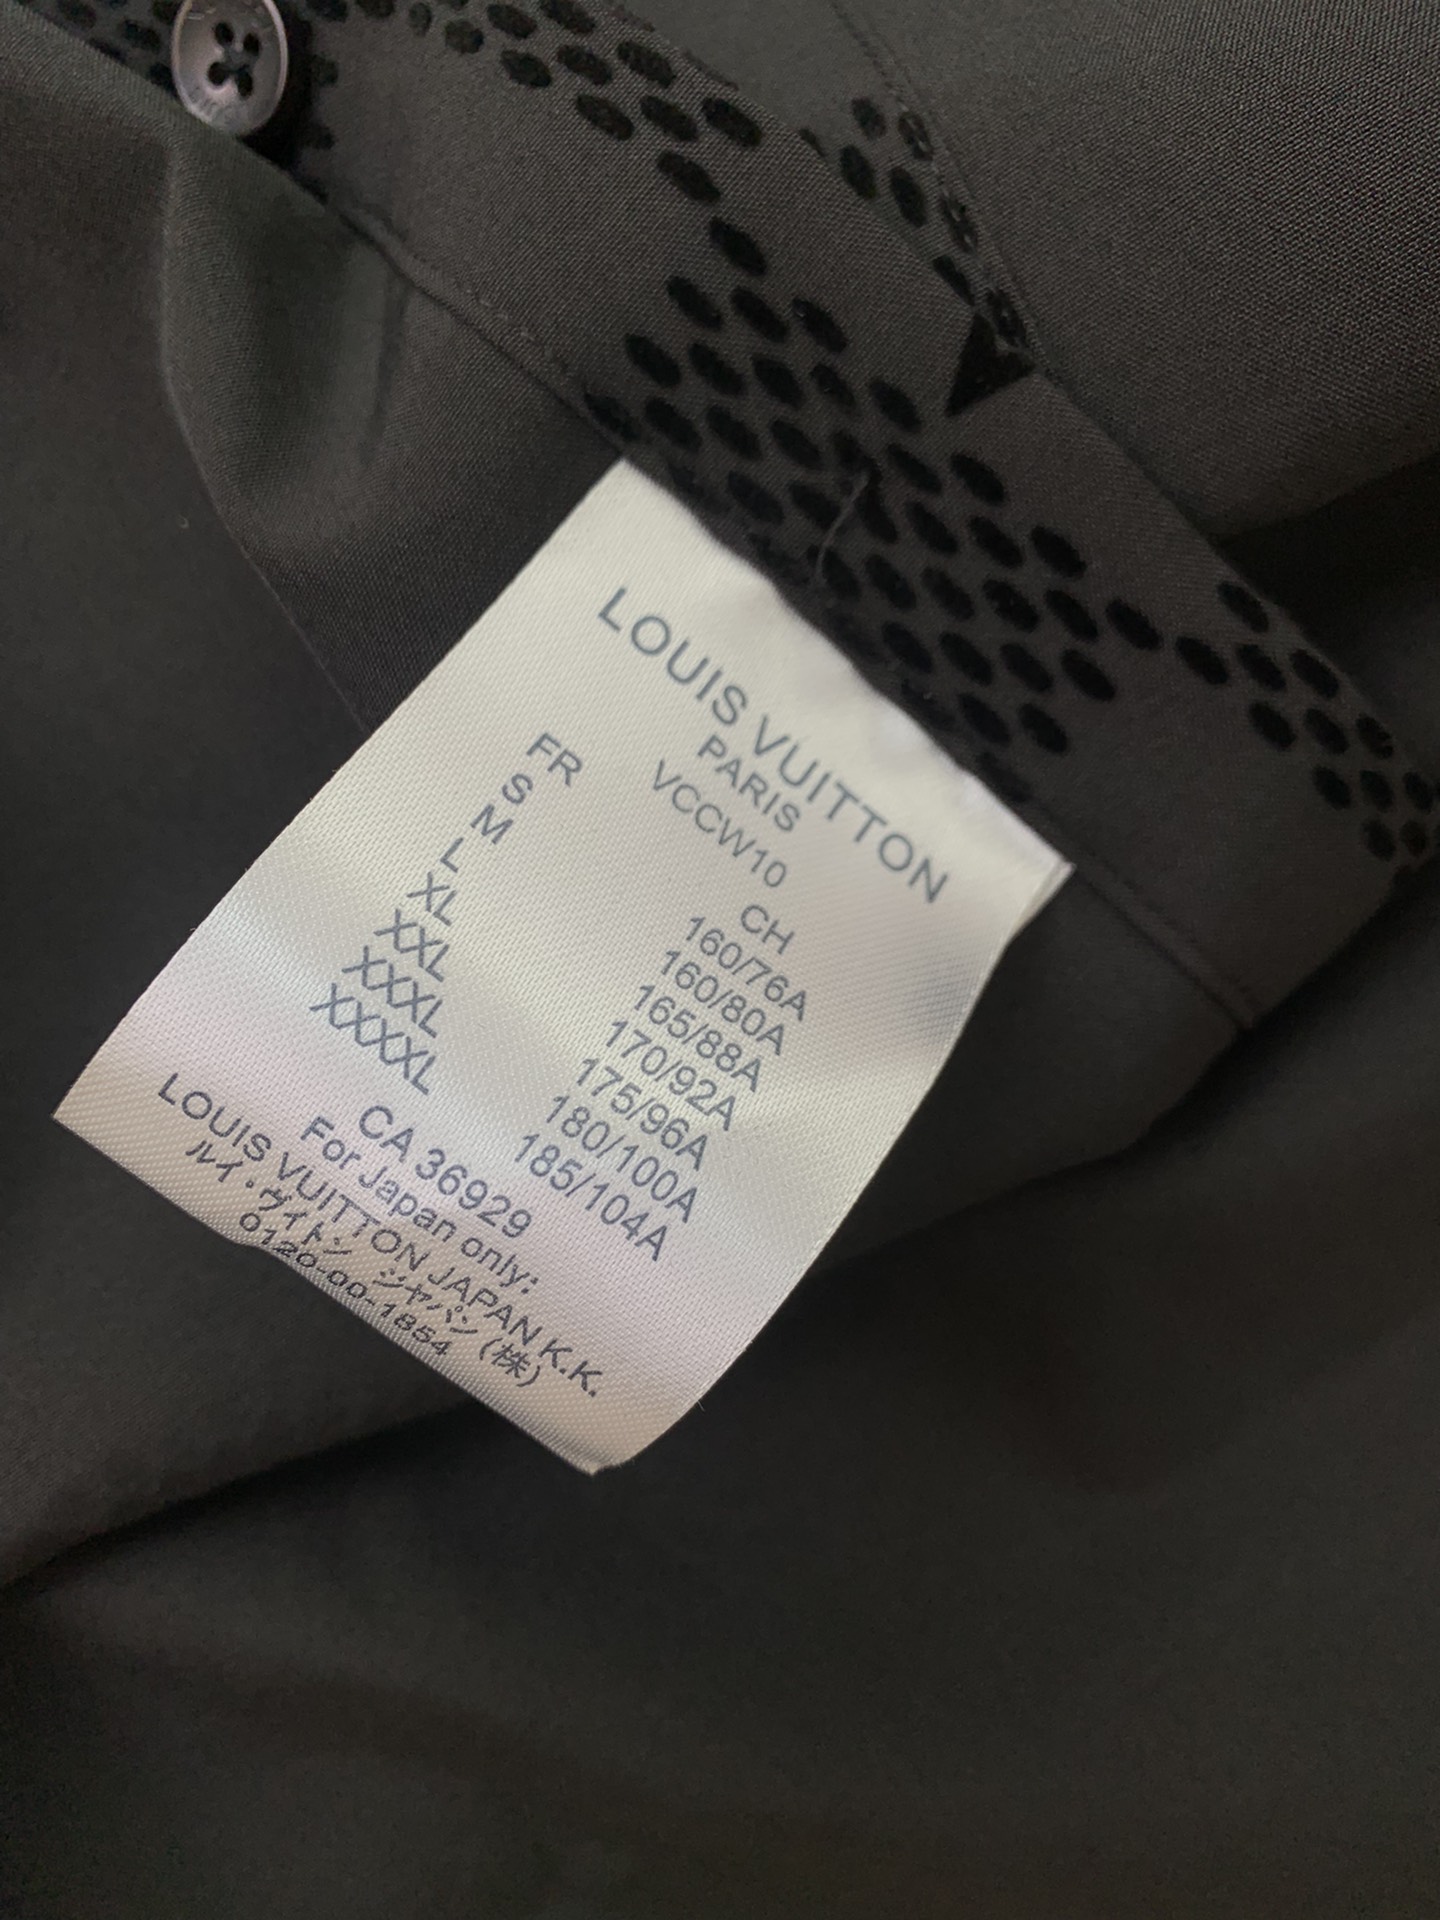 LOUIS VUITTON
PARIS
VCCW10
FR CH
S 160/76A
M 160/80A
L 165/88A
XL 170/92A
XXL 175/96A
XXXL 180/100A
XXXXL 185/104A
CA 36929
For Japan only:
LOUIS VUITTON JAPAN K.K.
ルイ・ヴィトン ジャパン (株)
0120-00-1854